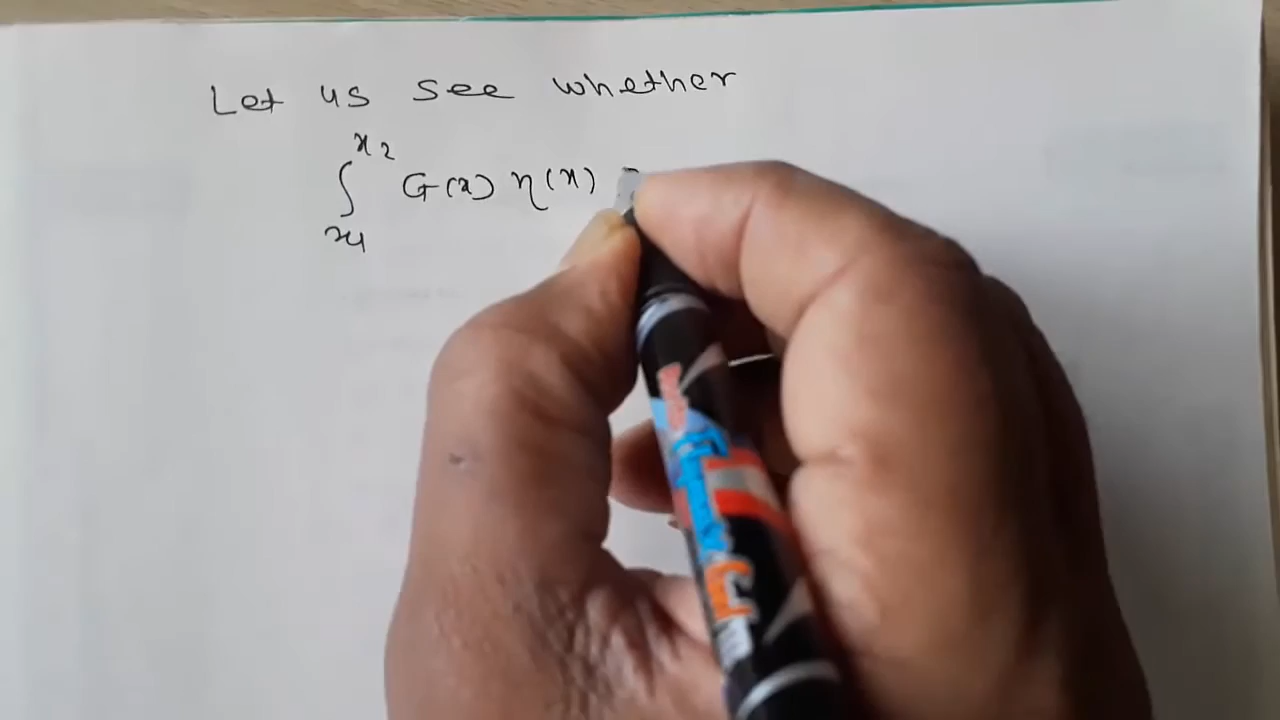 Let us see whether
∫_{x1}^{x2} G(x) η(x)